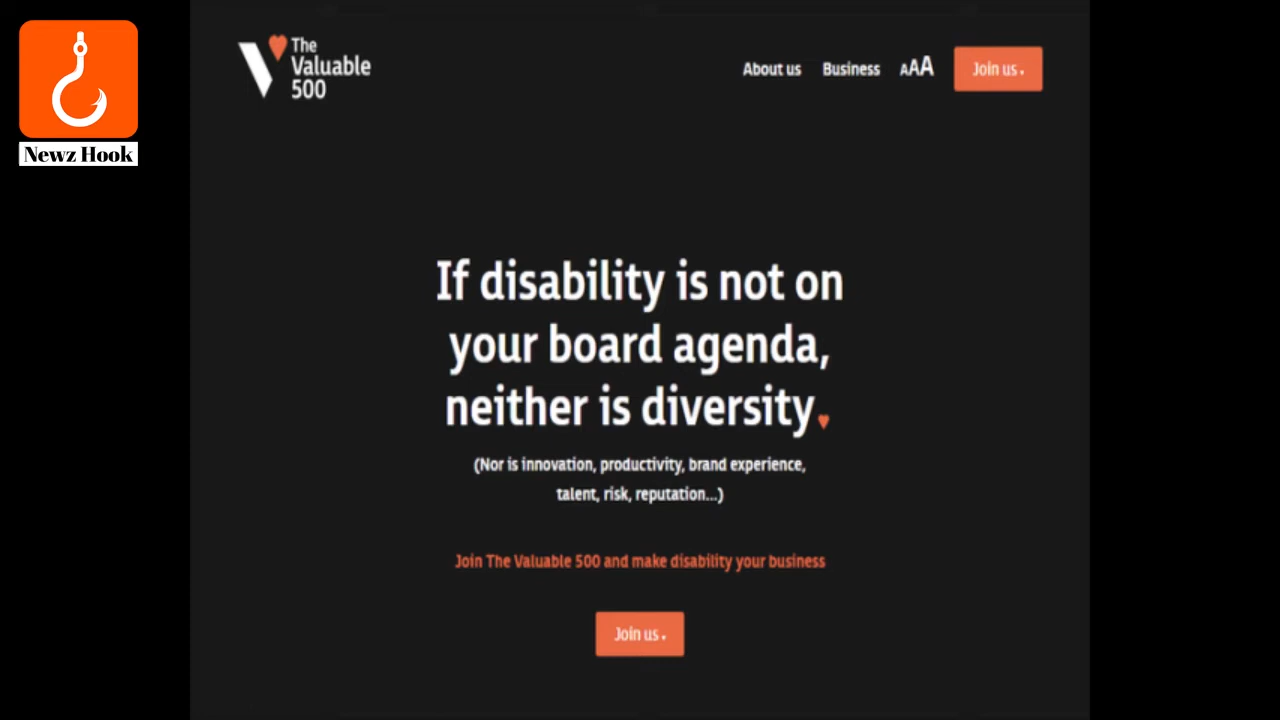 Newz Hook
The
Valuable
500
About us
Business
AAA
Join us
If disability is not on
your board agenda,
neither is diversity
(Nor is innovation, productivity, brand experience,
talent, risk, reputation...)
Join The Valuable 500 and make disability your business
Join us